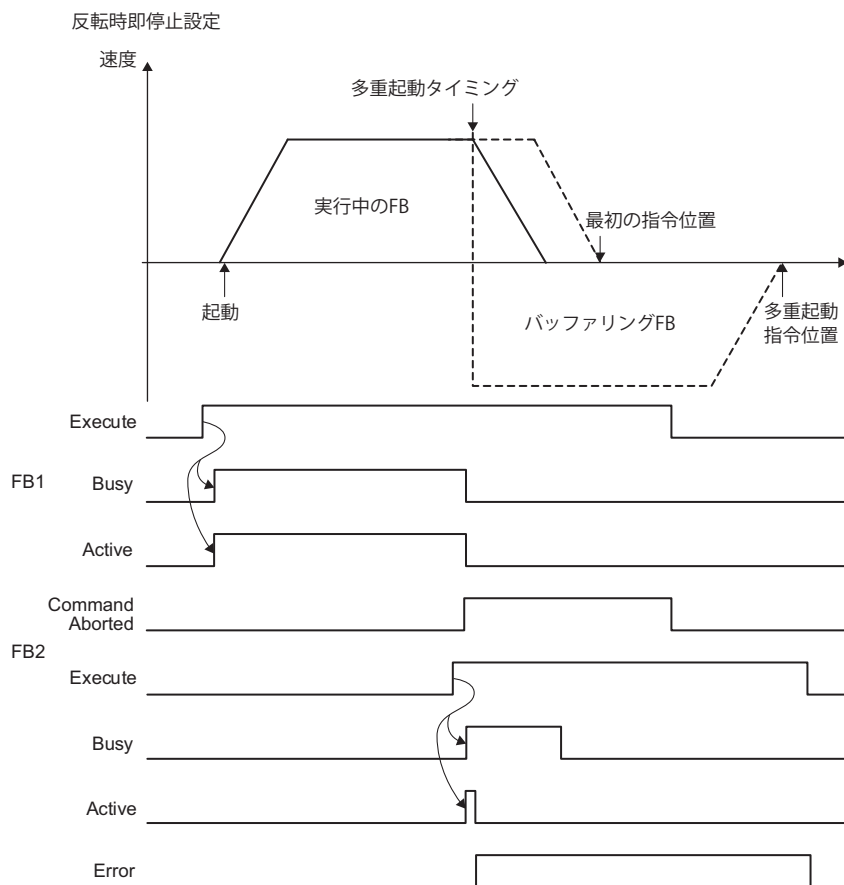 反転時即停止設定
速度
多重起動タイミング
実行中のFB
最初の指令位置
起動
バッファリングFB
多重起動
指令位置
Execute
FB1
Busy
Active
Command
Aborted
FB2
Execute
Busy
Active
Error